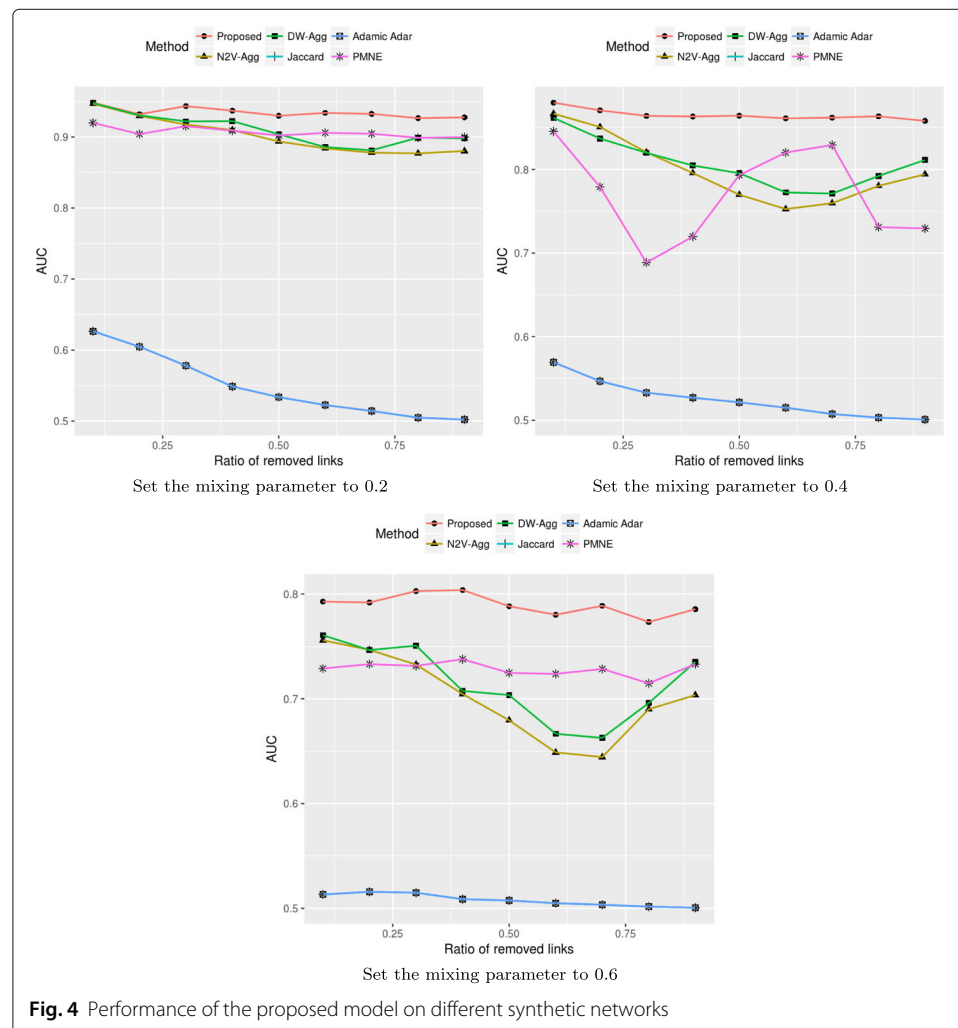 Method Proposed DW-Agg Adamic Adar
N2V-Agg Jaccard PMNE
0.9
0.8
0.7
0.6
0.5
AUC
0.25 0.50 0.75
Ratio of removed links
Set the mixing parameter to 0.2
Method Proposed DW-Agg Adamic Adar
N2V-Agg Jaccard PMNE
0.8
0.7
0.6
0.5
AUC
0.25 0.50 0.75
Ratio of removed links
Set the mixing parameter to 0.4
Method Proposed DW-Agg Adamic Adar
N2V-Agg Jaccard PMNE
0.8
0.7
0.6
0.5
AUC
0.25 0.50 0.75
Ratio of removed links
Set the mixing parameter to 0.6
Fig. 4 Performance of the proposed model on different synthetic networks